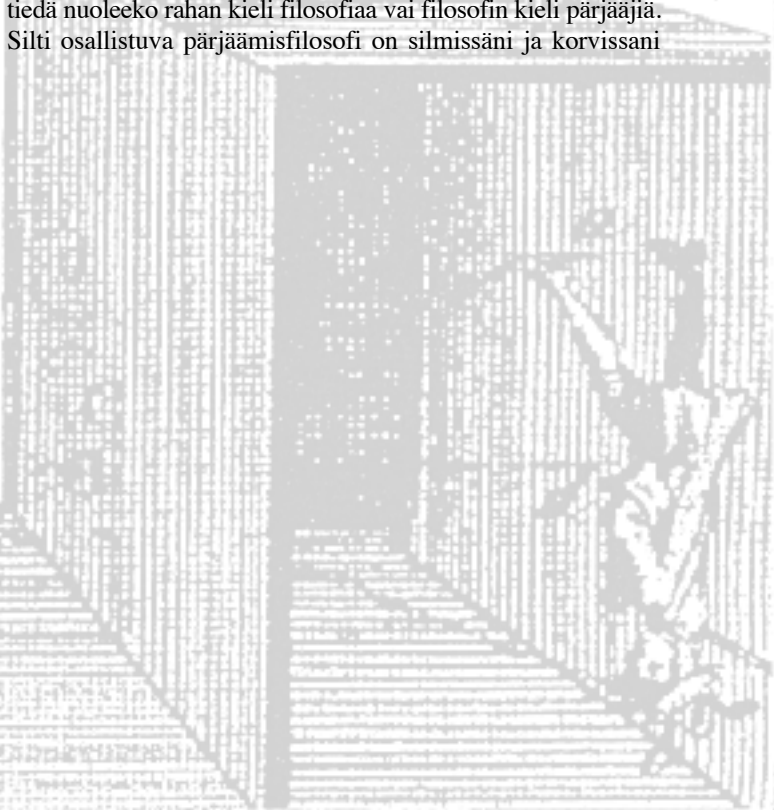 tiedä nuoleeko rahan kieli filosofiaa vai filosofin kieli pärjääjiä.
Silti osallistuva pärjäämisfilosofi on silmissäni ja korvissani